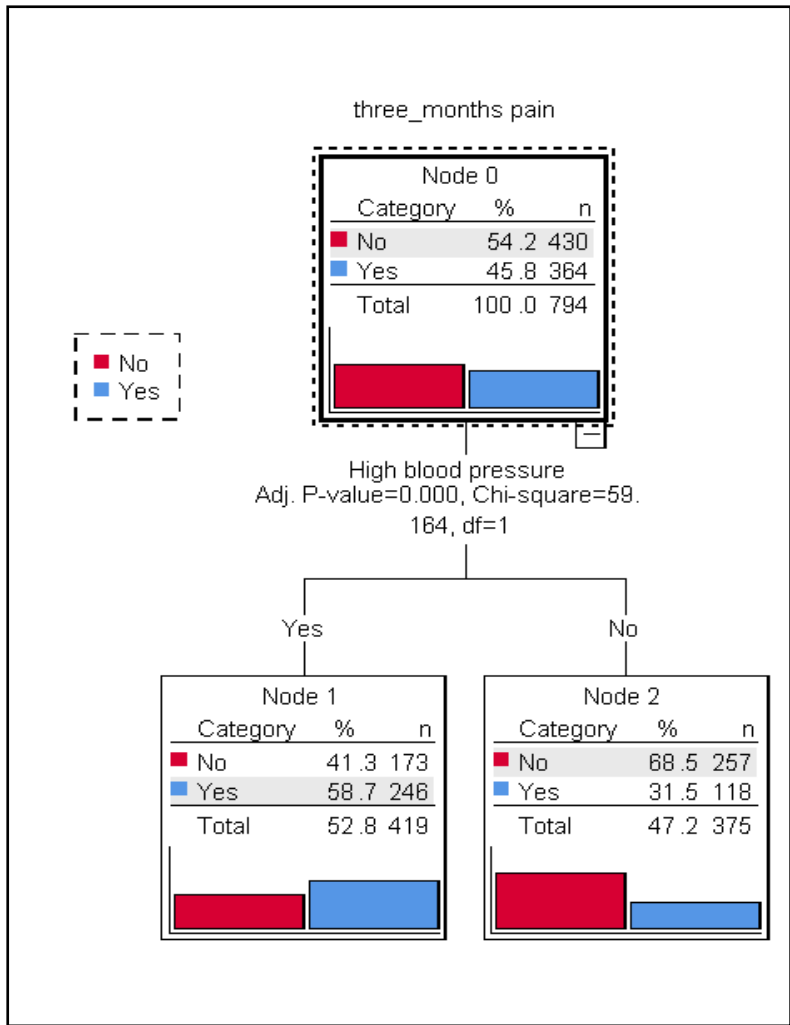 three_months pain
Node 0
Category % n
No 54 .2 430
Yes 45 .8 364
Total 100 .0 794
No
Yes
High blood pressure
Adj. P-value=0.000, Chi-square=59.
164, df=1
Yes
No
Node 1
Category % n
No 41 .3 173
Yes 58 .7 246
Total 52 .8 419
Node 2
Category % n
No 68 .5 257
Yes 31 .5 118
Total 47 .2 375